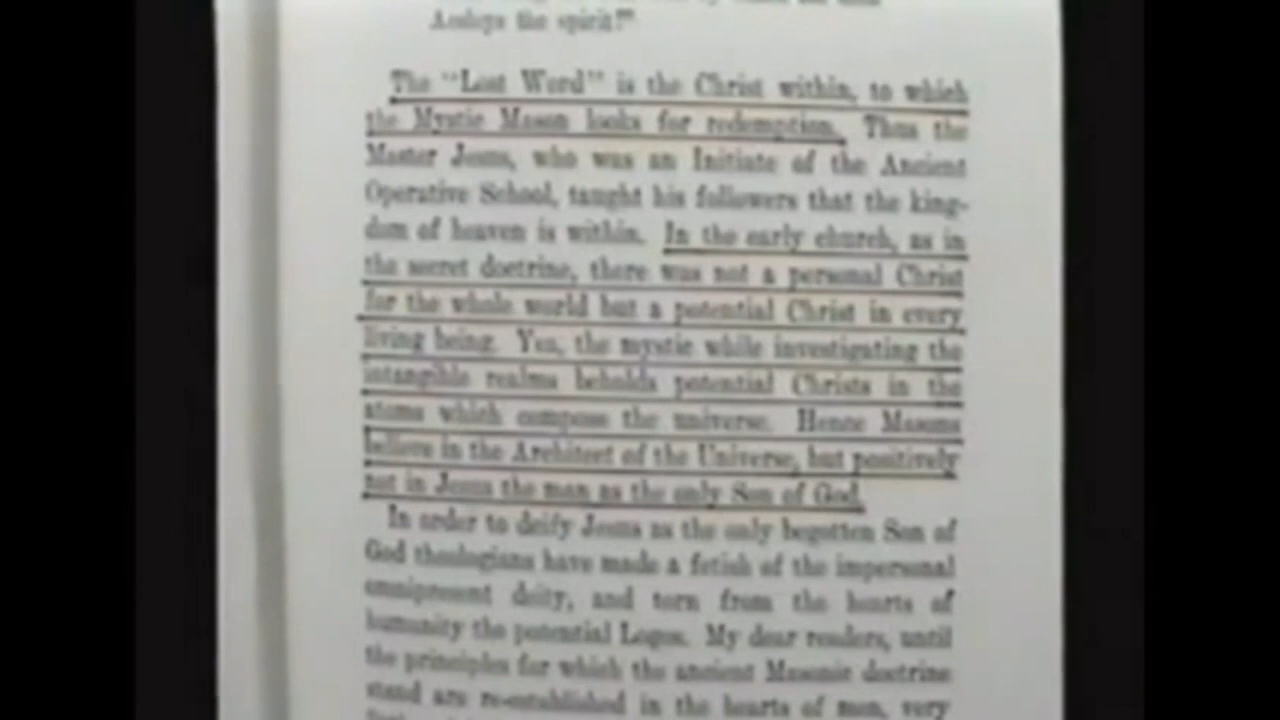 the spirit?"
The "Lost Word" is the Christ within, to which
the Mystic Mason looks for redemption. Thus the
Master Jesus, who was an Initiate of the Ancient
Operative School, taught his followers that the king-
dom of heaven is within. In the early church, as in
the secret doctrine, there was not a personal Christ
for the whole world but a potential Christ in every
living being. Yea, the mystic while investigating the
intangible realms beholds potential Christs in the
atoms which compose the universe. Hence Masons
believe in the Architect of the Universe, but positively
not in Jesus the man as the only Son of God.
In order to deify Jesus as the only begotten Son of
God theologians have made a fetish of the impersonal
omnipresent deity, and torn from the hearts of
humanity the potential Logos. My dear readers, until
the principles for which the ancient Masonic doctrine
stand are re-established in the hearts of men, very